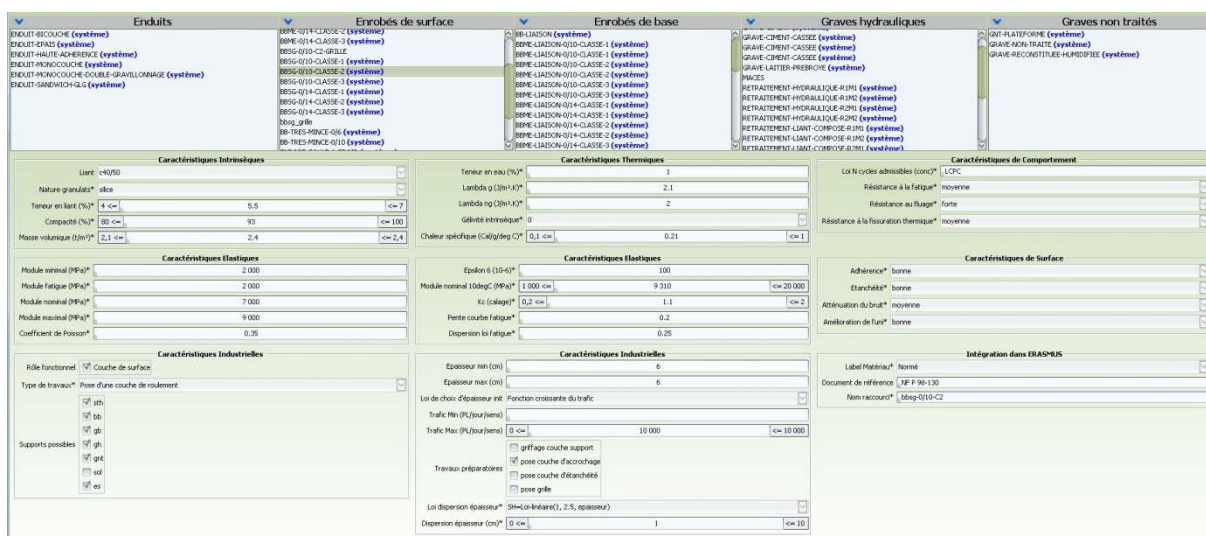 Enduits
ENDUIT-BICOUCHE (système)
ENDUIT-EPAIS (système)
ENDUIT-HAUTE-ADHERENCE (système)
ENDUIT-MONOCOUCHE (système)
ENDUIT-MONOCOUCHE-DOUBLE-GRAVILLONNAGE (système)
ENDUIT-SANDWICH-GLG (système)
Enrobés de surface
BBME-0/14-CLASSE-2 (système)
BBME-0/14-CLASSE-3 (système)
BBSG-0/10-C2-GRILLE
BBSG-0/10-CLASSE-1 (système)
BBSG-0/10-CLASSE-2 (système)
BBSG-0/10-CLASSE-3 (système)
BBSG-0/14-CLASSE-1 (système)
BBSG-0/14-CLASSE-2 (système)
BBSG-0/14-CLASSE-3 (système)
bbsg_grille
BB-TRES-MINCE-0/6 (système)
BB-TRES-MINCE-0/10 (système)
Enrobés de base
BB-LIAISON (système)
BBME-LIAISON-0/10-CLASSE-1 (système)
BBME-LIAISON-0/10-CLASSE-1 (système)
BBME-LIAISON-0/10-CLASSE-2 (système)
BBME-LIAISON-0/10-CLASSE-2 (système)
BBME-LIAISON-0/10-CLASSE-3 (système)
BBME-LIAISON-0/10-CLASSE-3 (système)
BBME-LIAISON-0/14-CLASSE-1 (système)
BBME-LIAISON-0/14-CLASSE-1 (système)
BBME-LIAISON-0/14-CLASSE-2 (système)
BBME-LIAISON-0/14-CLASSE-2 (système)
BBME-LIAISON-0/14-CLASSE-3 (système)
Graves hydrauliques
GRAVE-CIMENT-CASSEE (système)
GRAVE-CIMENT-CASSEE (système)
GRAVE-CIMENT-CASSEE (système)
GRAVE-LAITIER-PREBROYE (système)
MACES
RETRAITEMENT-HYDRAULIQUE-R1M1 (système)
RETRAITEMENT-HYDRAULIQUE-R1M2 (système)
RETRAITEMENT-HYDRAULIQUE-R2M1 (système)
RETRAITEMENT-HYDRAULIQUE-R2M2 (système)
RETRAITEMENT-LIANT-COMPOSE-R1M1 (système)
RETRAITEMENT-LIANT-COMPOSE-R1M2 (système)
RETRAITEMENT-LIANT-COMPOSE-R2M1 (système)
Graves non traités
GNT-PLATEFORME (système)
GRAVE-NON-TRAITE (système)
GRAVE-RECONSTITUEE-HUMIDIFIEE (système)
Caractéristiques Intrinsèques
Liant c40/50
Nature granulats* silice
Teneur en liant (%)* 4 <= 5.5 <= 7
Compacité (%)* 80 <= 93 <= 100
Masse volumique (t/m³)* 2,1 <= 2.4 <= 2,4
Caractéristiques Thermiques
Teneur en eau (%)* 1
Lambda g (J/m².K)* 2.1
Lambda ng (J/m².K)* 2
Gélivité intrinsèque* 0
Chaleur spécifique (Cal/g/deg C)* 0,1 <= 0.21 <= 1
Caractéristiques de Comportement
Loi N cycles admissibles (conc)* LCPC
Résistance à la fatigue* moyenne
Résistance au fluage* forte
Résistance à la fissuration thermique* moyenne
Caractéristiques Elastiques
Module minimal (MPa)* 2 000
Module fatigue (MPa)* 2 000
Module nominal (MPa)* 7 000
Module maximal (MPa)* 9 000
Coefficient de Poisson* 0.35
Caractéristiques Elastiques
Epsilon 6 (10-6)* 100
Module nominal 10degC (MPa)* 1 000 <= 9 310 <= 20 000
Kc (calage)* 0,2 <= 1.1 <= 2
Pente courbe fatigue* 0.2
Dispersion loi fatigue* 0.25
Caractéristiques de Surface
Adhérence* bonne
Etanchéité* bonne
Atténuation du bruit* moyenne
Amélioration de l'uni* bonne
Caractéristiques Industrielles
Rôle fonctionnel Couche de surface
Type de travaux* Pose d'une couche de roulement
Supports possibles
sth
bb
gb
gh
gnt
sol
es
Caractéristiques Industrielles
Epaisseur min (cm) 6
Epaisseur max (cm) 6
Loi de choix d'épaisseur init Fonction croissante du trafic
Trafic Min (PL/jour/sens)
Trafic Max (PL/jour/sens) 0 <= 10 000 <= 10 000
Travaux préparatoires
griffage couche support
pose couche d'accrochage
pose couche d'étanchéité
pose grille
Loi dispersion épaisseur* SH=Loi-linéaire(1, 2.5, epaisseur)
Dispersion épaisseur (cm)* 0 <= 1 <= 10
Intégration dans ERASMUS
Label Matériau* Normé
Document de référence NF P 98-130
Nom raccourci* bbsg-0/10-C2